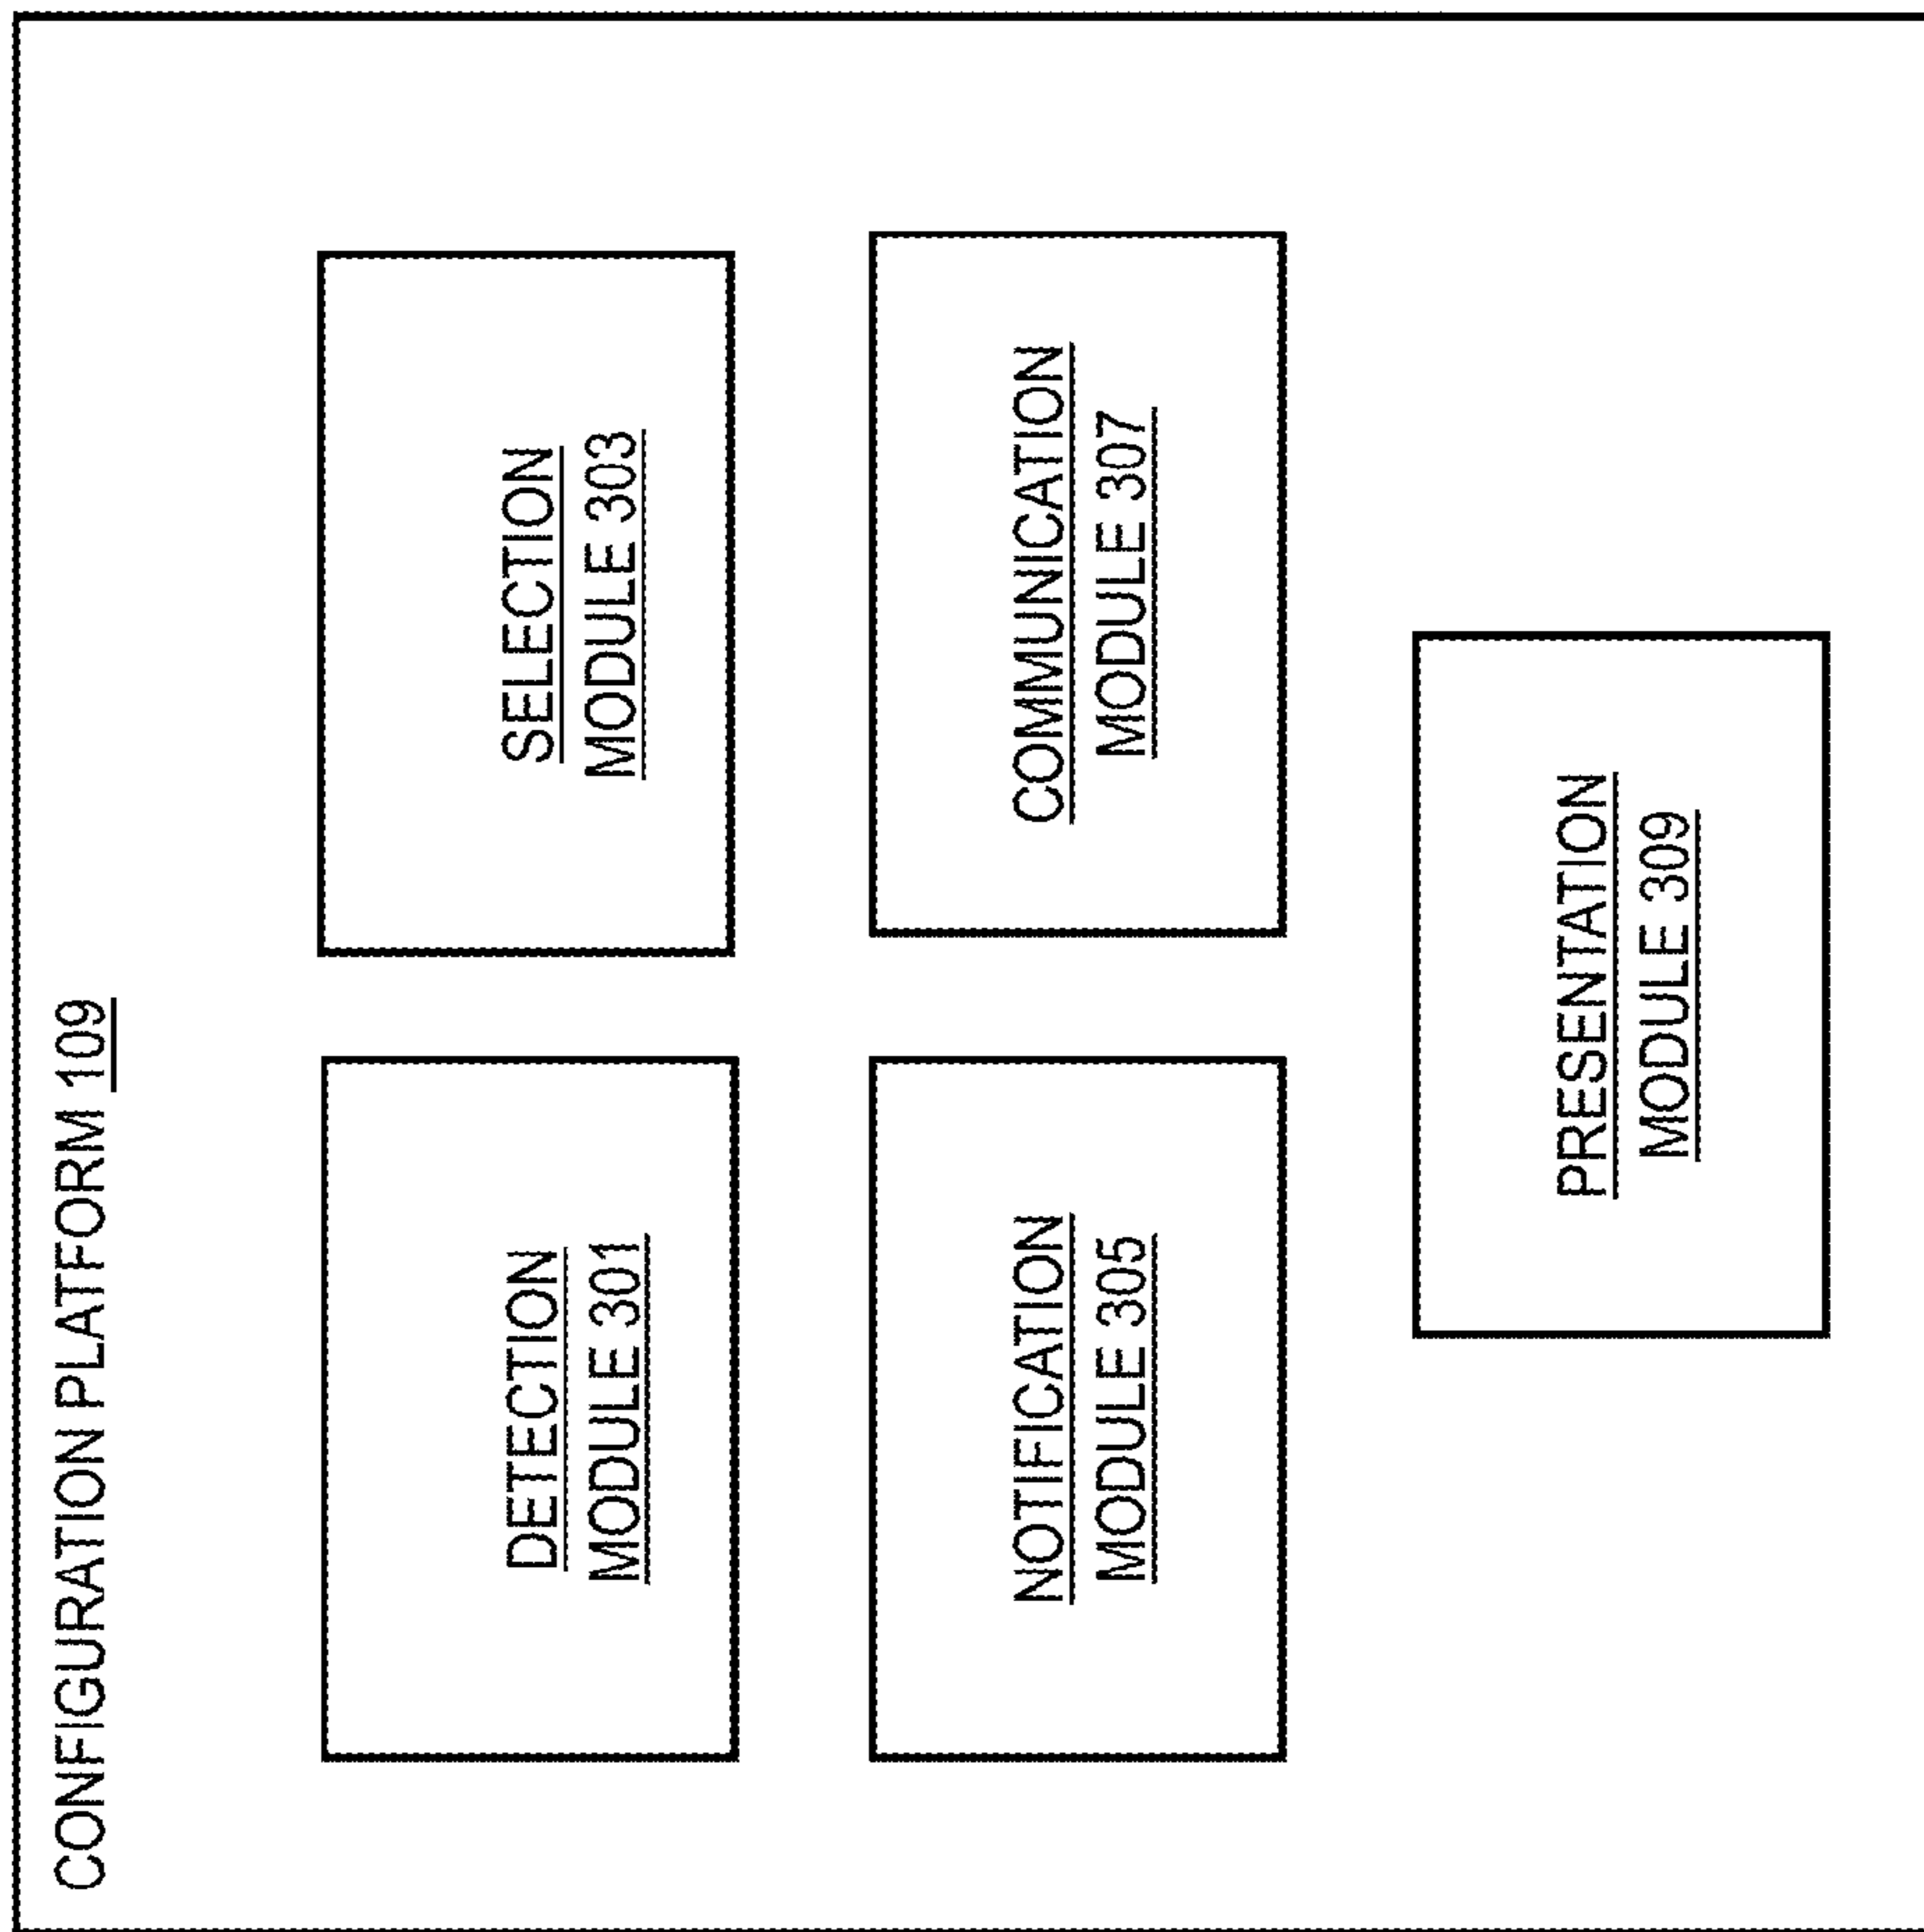 CONFIGURATION PLATFORM 109
DETECTION
MODULE 301
SELECTION
MODULE 303
NOTIFICATION
MODULE 305
COMMUNICATION
MODULE 307
PRESENTATION
MODULE 309